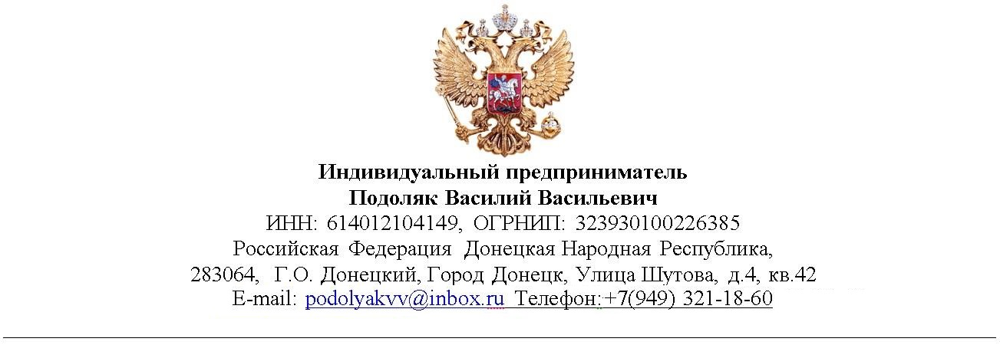 Индивидуальный предприниматель
Подоляк Василий Васильевич
ИНН: 614012104149, ОГРНИП: 323930100226385
Российская Федерация Донецкая Народная Республика,
283064, Г.О. Донецкий, Город Донецк, Улица Шутова, д.4, кв.42
E-mail: podolyakvv@inbox.ru Телефон:+7(949) 321-18-60